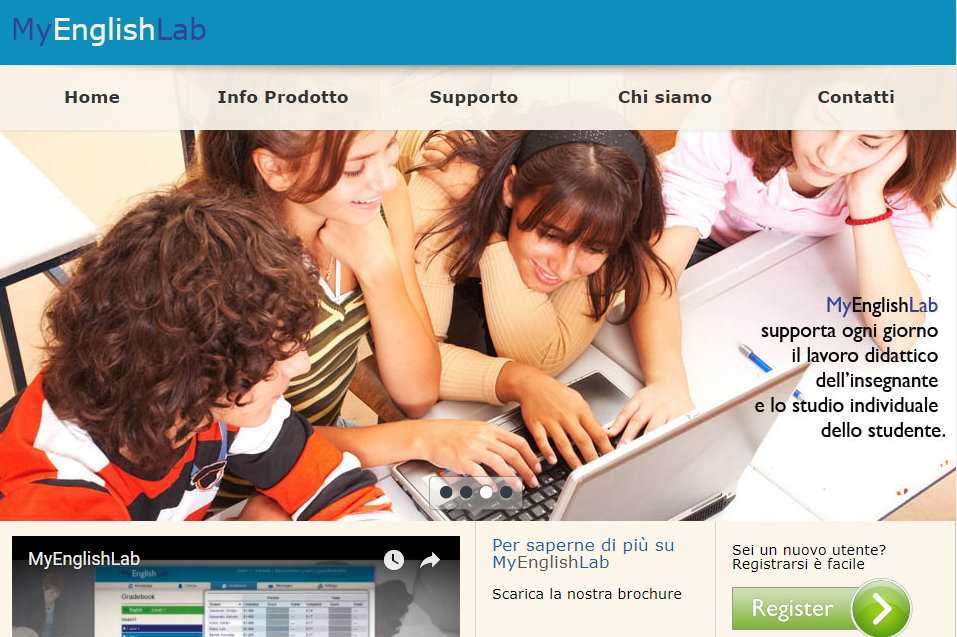 MyEnglishLab
Home Info Prodotto Supporto Chi siamo Contatti
MyEnglishLab
supporta ogni giorno
il lavoro didattico
dell'insegnante
e lo studio individuale
dello studente.
MyEnglishLab
Gradebook
Per saperne di più su
MyEnglishLab
Scarica la nostra brochure
Sei un nuovo utente?
Registrarsi è facile
Register